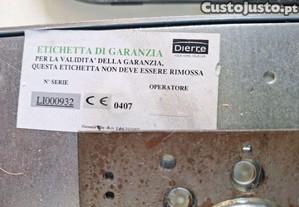 CustoJusto.pt
ETICHETTA DI GARANZIA
Dierre
PER LA VALIDITA' DELLA GARANZIA,
QUESTA ETICHETTA NON DEVE ESSERE RIMOSSA
N° SERIE
OPERATORE
LI000932
CE 0407